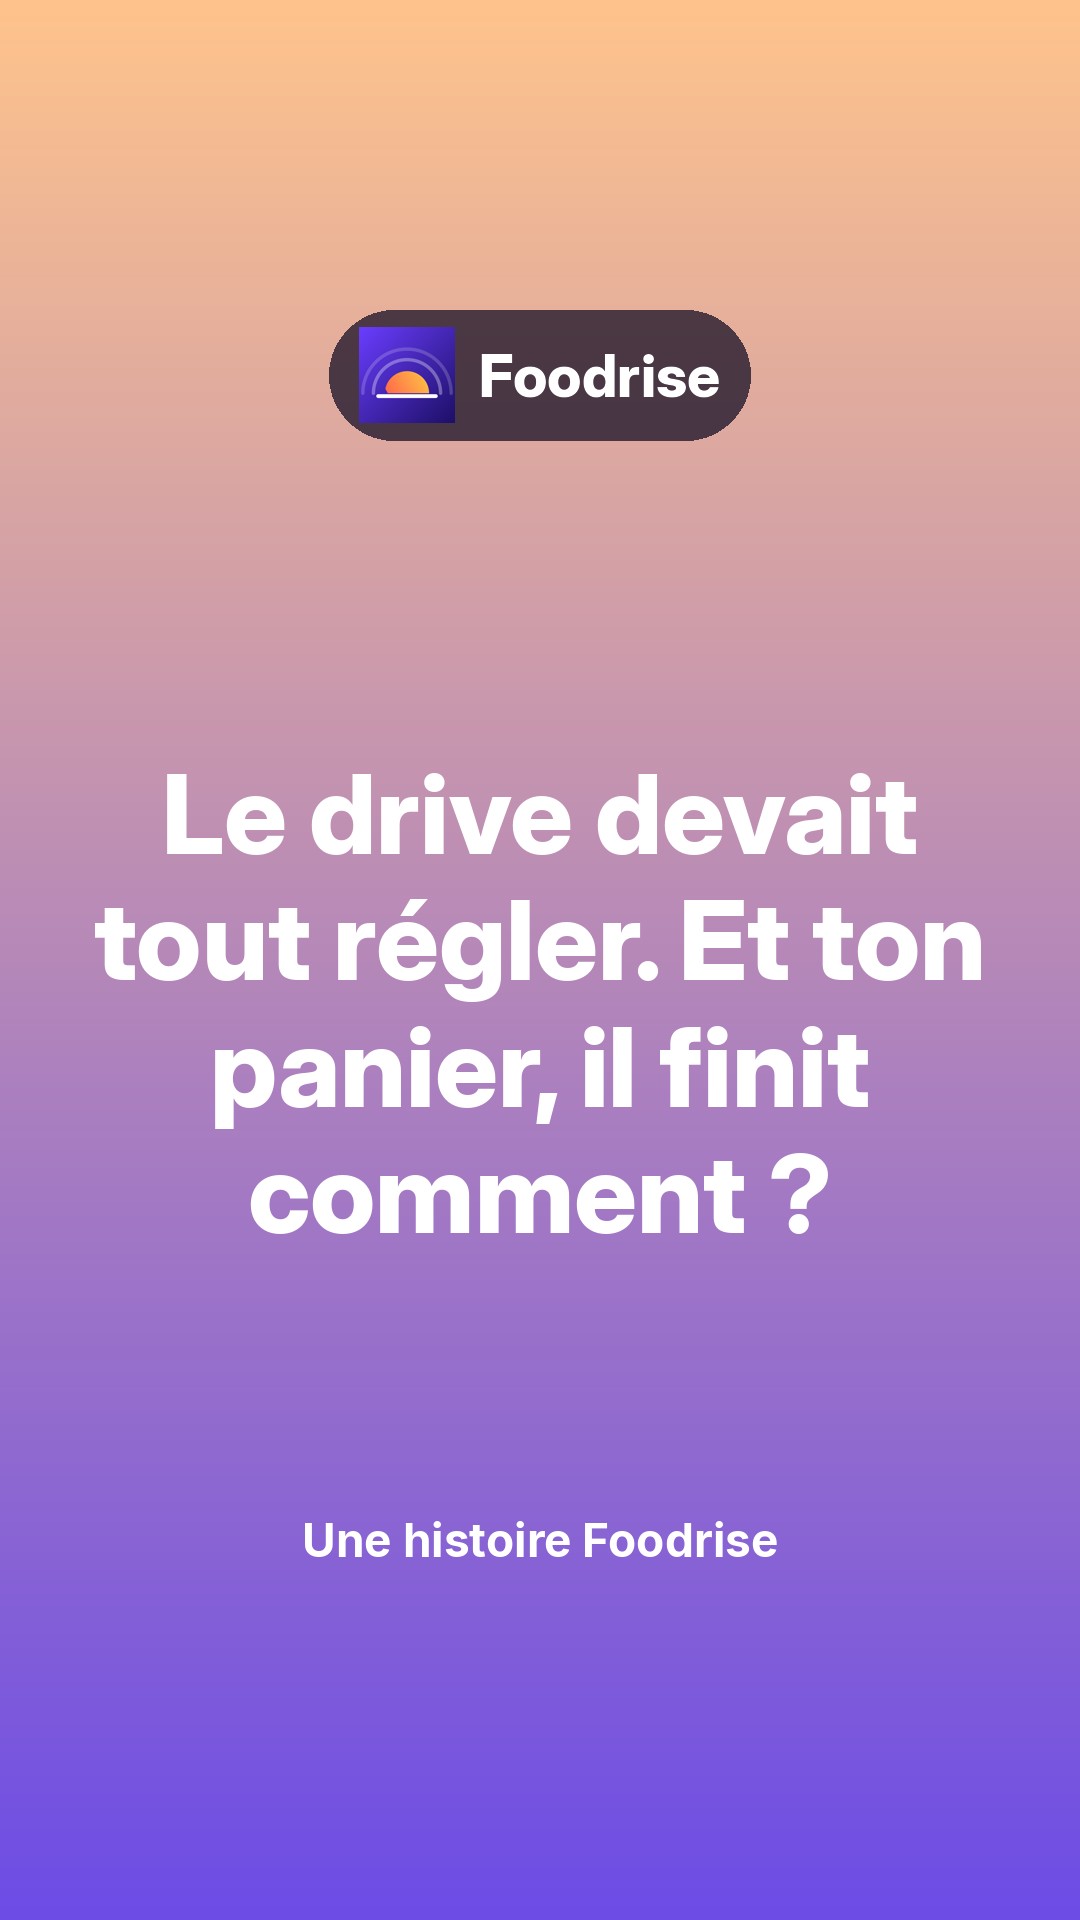 Foodrise
Le drive devait
tout régler. Et ton
panier, il finit
comment ?
Une histoire Foodrise